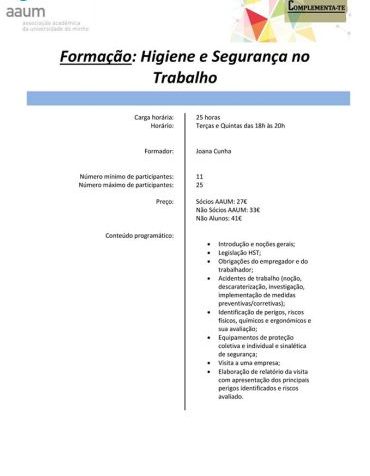 aaum
associação académica
da universidade do minho
COMPLEMENTA-TE
Formação: Higiene e Segurança no
Trabalho
Carga horária: 25 horas
Horário: Terças e Quintas das 18h às 20h
Formador: Joana Cunha
Número mínimo de participantes: 11
Número máximo de participantes: 25
Preço: Sócios AAUM: 27€
Não Sócios AAUM: 33€
Não Alunos: 41€
Conteúdo programático:
• Introdução e noções gerais;
• Legislação HST;
• Obrigações do empregador e do
trabalhador;
• Acidentes de trabalho (noção,
descaraterização, investigação,
implementação de medidas
preventivas/corretivas);
• Identificação de perigos, riscos
físicos, químicos e ergonómicos e
sua avaliação;
• Equipamentos de proteção
coletiva e individual e sinalética
de segurança;
• Visita a uma empresa;
• Elaboração de relatório da visita
com apresentação dos principais
perigos identificados e riscos
avaliado.